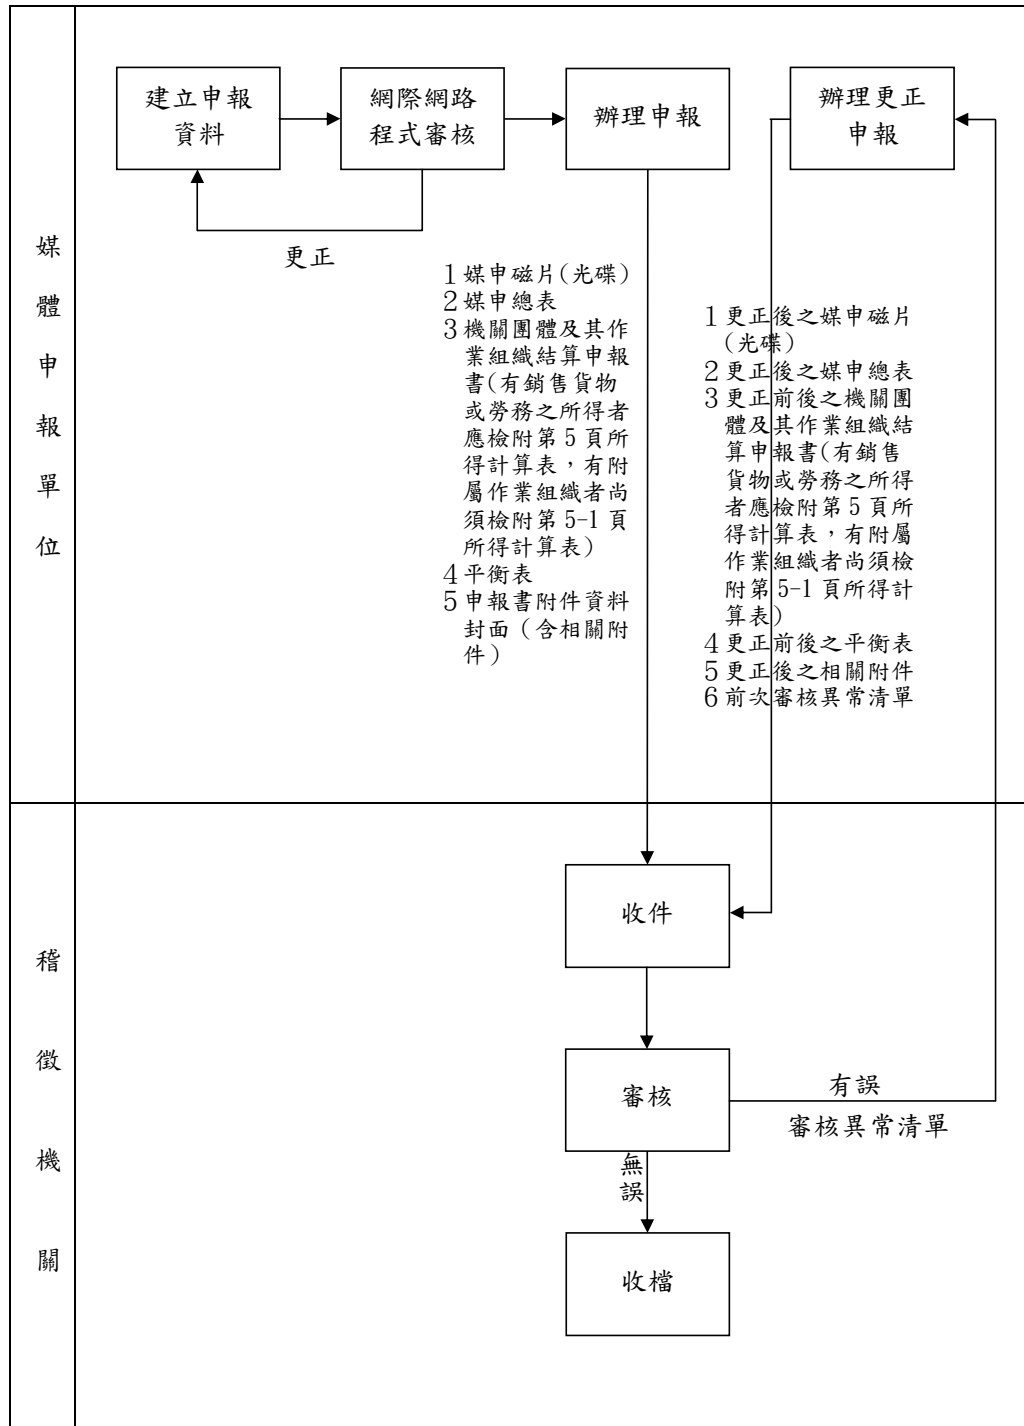 建立申報
資料
網際網路
程式審核
辦理申報
辦理更正
申報
更正
媒體申報單位
1 媒申磁片(光碟)
2 媒申總表
3 機關團體及其作
業組織結算申報
書(有銷售貨物
或勞務之所得者
應檢附第 5 頁所
得計算表，有附
屬作業組織者尚
須檢附第 5-1 頁
所得計算表)
4 平衡表
5 申報書附件資料
封面（含相關附
件）
1 更正後之媒申磁片
(光碟)
2 更正後之媒申總表
3 更正前後之機關團
體及其作業組織結
算申報書(有銷售
貨物或勞務之所得
者應檢附第 5 頁所
得計算表，有附屬
作業組織者尚須檢
附第 5-1 頁所得計
算表)
4 更正前後之平衡表
5 更正後之相關附件
6 前次審核異常清單
稽徵機關
收件
審核
有誤
審核異常清單
無誤
收檔